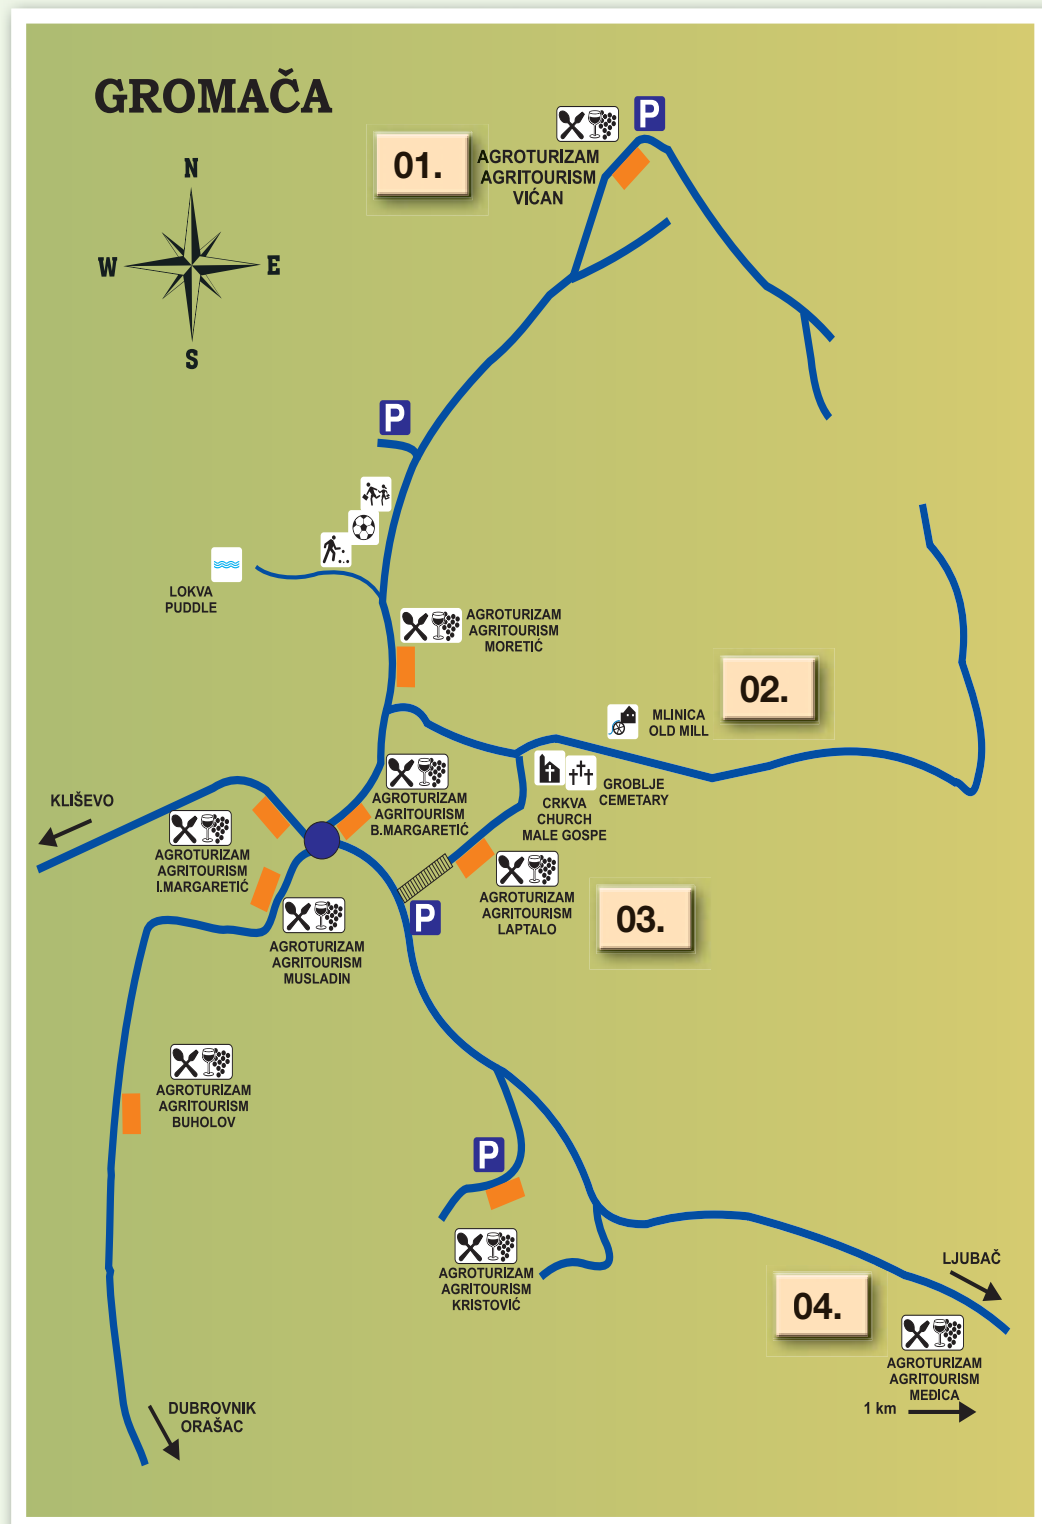 GROMAČA
P
01.
AGROTURIZAM
AGRITOURISM
VIĆAN
N
W
E
S
P
LOKVA
PUDDLE
AGROTURIZAM
AGRITOURISM
MORETIĆ
02.
MLINICA
OLD MILL
GROBLJE
CEMETARY
CRKVA
CHURCH
MALE GOSPE
KLIŠEVO
AGROTURIZAM
AGRITOURISM
B.MARGARETIĆ
AGROTURIZAM
AGRITOURISM
I.MARGARETIĆ
AGROTURIZAM
AGRITOURISM
LAPTALO
P
03.
AGROTURIZAM
AGRITOURISM
MUSLADIN
AGROTURIZAM
AGRITOURISM
BUHOLOV
P
AGROTURIZAM
AGRITOURISM
KRISTOVIĆ
LJUBAČ
04.
AGROTURIZAM
AGRITOURISM
MEĐICA
1 km
DUBROVNIK
ORAŠAC